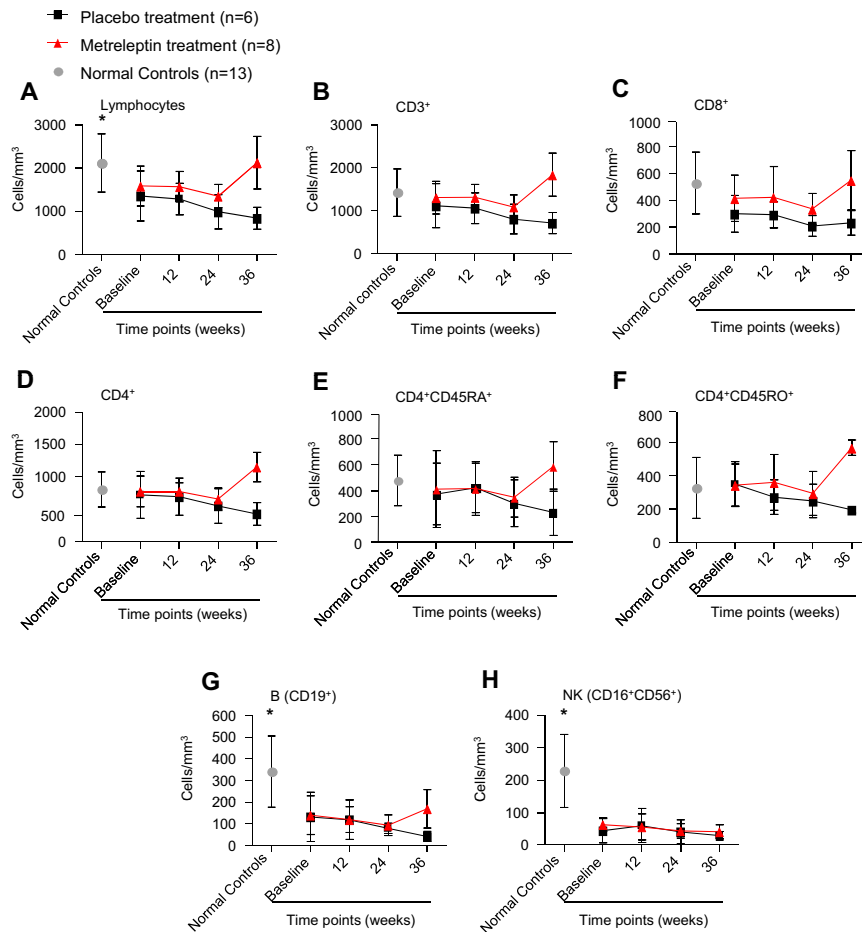 Placebo treatment (n=6)
Metreleptin treatment (n=8)
Normal Controls (n=13)
A
Lymphocytes
*
Cells/mm³
3000
2000
1000
0
Normal Controls
Baseline
12
24
36
Time points (weeks)
B
CD3⁺
Cells/mm³
3000
2000
1000
0
Normal controls
Baseline
12
24
36
Time points (weeks)
C
CD8⁺
Cells/mm³
1000
800
600
400
200
0
Normal Controls
Baseline
12
24
36
Time points (weeks)
D
CD4⁺
Cells/mm³
2000
1500
1000
500
0
Normal Controls
Baseline
12
24
36
Time points (weeks)
E
CD4⁺CD45RA⁺
Cells/mm³
1000
800
600
400
200
0
Normal Controls
Baseline
12
24
36
Time points (weeks)
F
CD4⁺CD45RO⁺
Cells/mm³
800
600
400
200
0
Normal Controls
Baseline
12
24
36
Time points (weeks)
G
B (CD19⁺)
*
Cells/mm³
600
500
400
300
200
100
0
Normal Controls
Baseline
12
24
36
Time points (weeks)
H
NK (CD16⁺CD56⁺)
*
Cells/mm³
400
300
200
100
0
Normal Controls
Baseline
12
24
36
Time points (weeks)